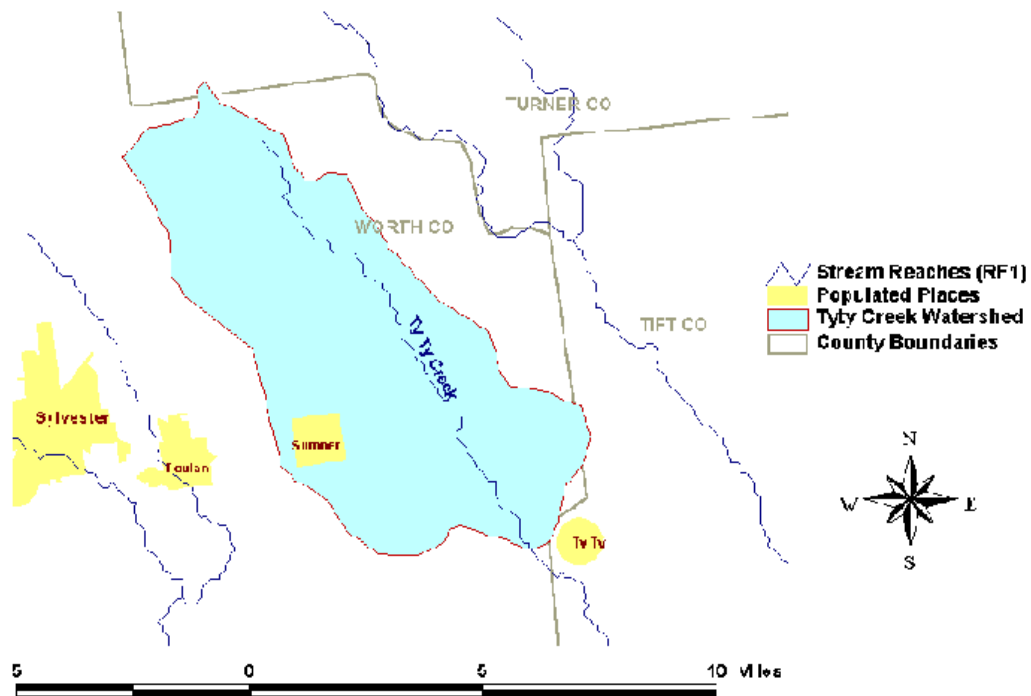 TURNER CO
WORTH CO
TIFT CO
Stream Reaches (RF1)
Populated Places
Tyty Creek Watershed
County Boundaries
Ty Ty Creek
Sylvester
Sumner
Poulan
Ty Ty
N
W
E
S
5 0 5 10 Miles